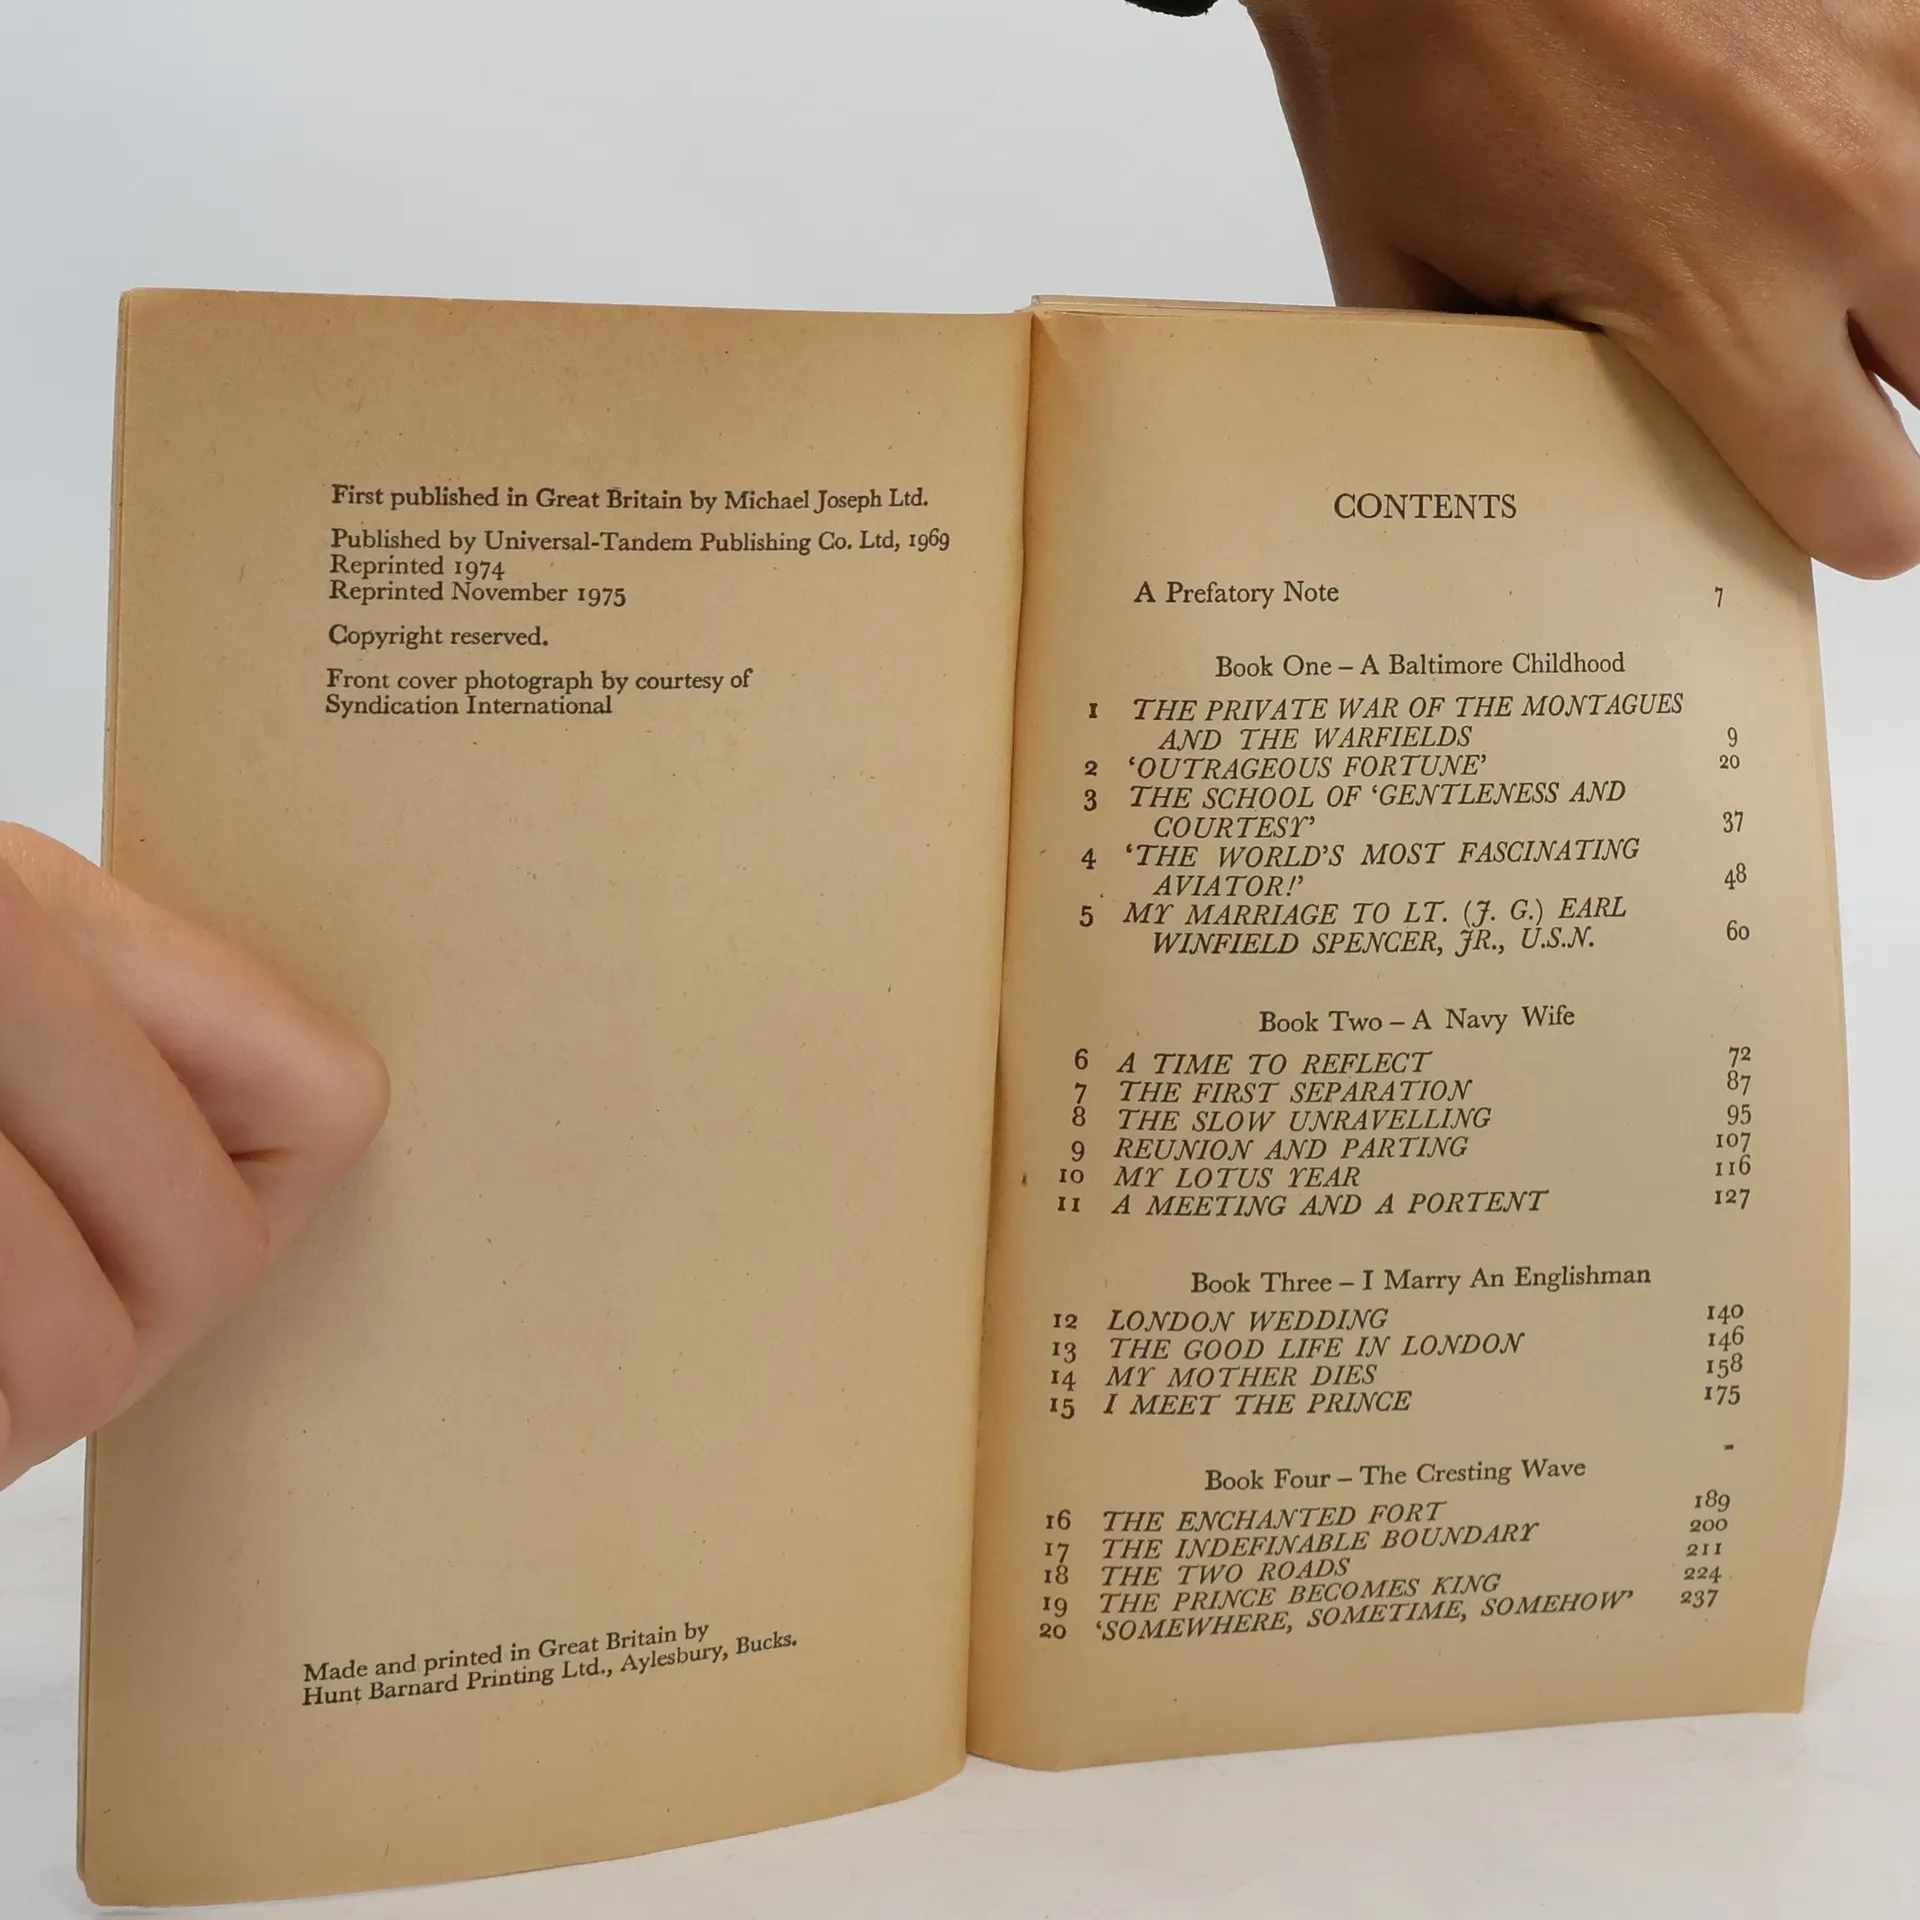 First published in Great Britain by Michael Joseph Ltd.
Published by Universal-Tandem Publishing Co. Ltd, 1969
Reprinted 1974
Reprinted November 1975
Copyright reserved.
Front cover photograph by courtesy of
Syndication International
Made and printed in Great Britain by
Hunt Barnard Printing Ltd., Aylesbury, Bucks.
CONTENTS
A Prefatory Note 7
Book One – A Baltimore Childhood
1 THE PRIVATE WAR OF THE MONTAGUES
AND THE WARFIELDS 9
2 ‘OUTRAGEOUS FORTUNE’ 20
3 THE SCHOOL OF ‘GENTLENESS AND
COURTESY’ 37
4 ‘THE WORLD’S MOST FASCINATING
AVIATOR!’ 48
5 MY MARRIAGE TO LT. (J. G.) EARL
WINFIELD SPENCER, JR., U.S.N. 60
Book Two – A Navy Wife
6 A TIME TO REFLECT 72
7 THE FIRST SEPARATION 87
8 THE SLOW UNRAVELLING 95
9 REUNION AND PARTING 107
10 MY LOTUS YEAR 116
11 A MEETING AND A PORTENT 127
Book Three – I Marry An Englishman
12 LONDON WEDDING 140
13 THE GOOD LIFE IN LONDON 146
14 MY MOTHER DIES 158
15 I MEET THE PRINCE 175
Book Four – The Cresting Wave
16 THE ENCHANTED FORT 189
17 THE INDEFINABLE BOUNDARY 200
18 THE TWO ROADS 211
19 THE PRINCE BECOMES KING 224
20 ‘SOMEWHERE, SOMETIME, SOMEHOW’ 237